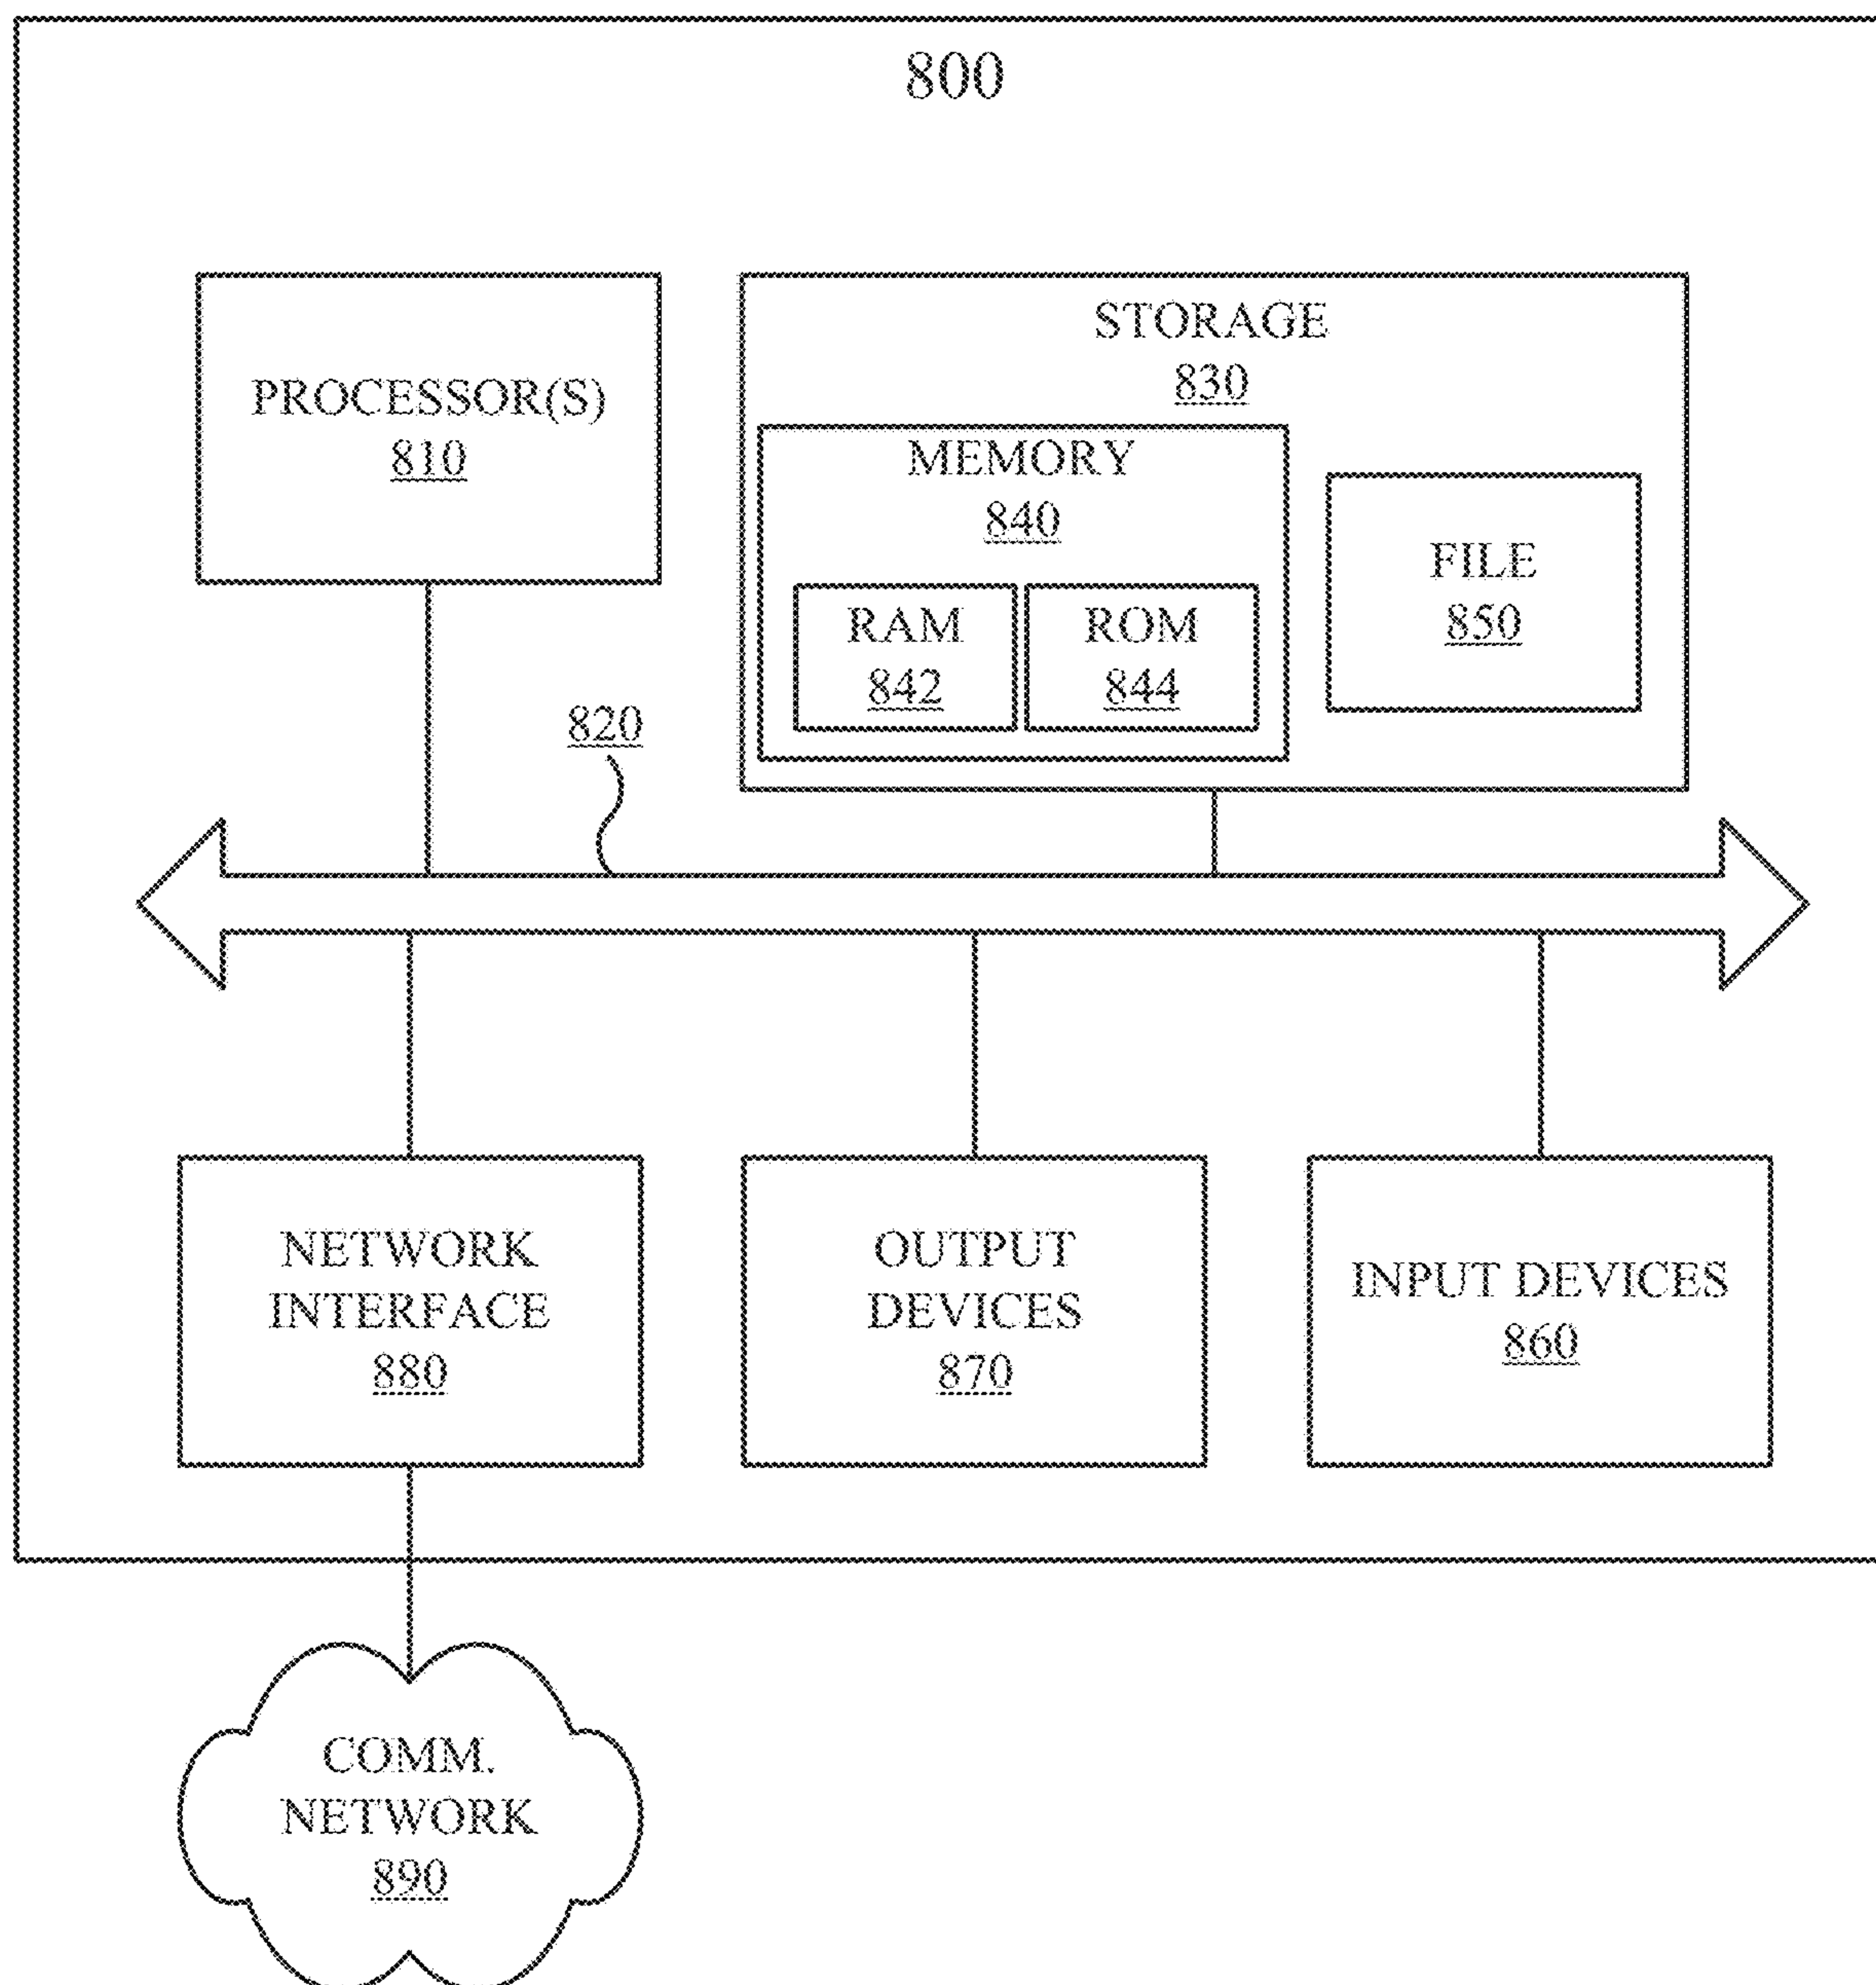 800
PROCESSOR(S)
810
STORAGE
830
MEMORY
840
RAM
842
ROM
844
FILE
850
820
NETWORK
INTERFACE
880
OUTPUT
DEVICES
870
INPUT DEVICES
860
COMM.
NETWORK
890